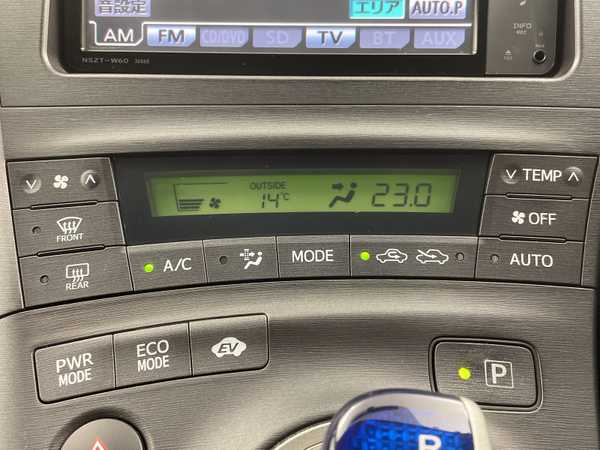 音設定 エリア AUTO.P
AM FM CD/DVD SD TV BT AUX
NSZT-W60
INFO
OUTSIDE
14℃ 23.0
TEMP
FRONT
OFF
REAR
A/C MODE AUTO
PWR MODE
ECO MODE
EV
P